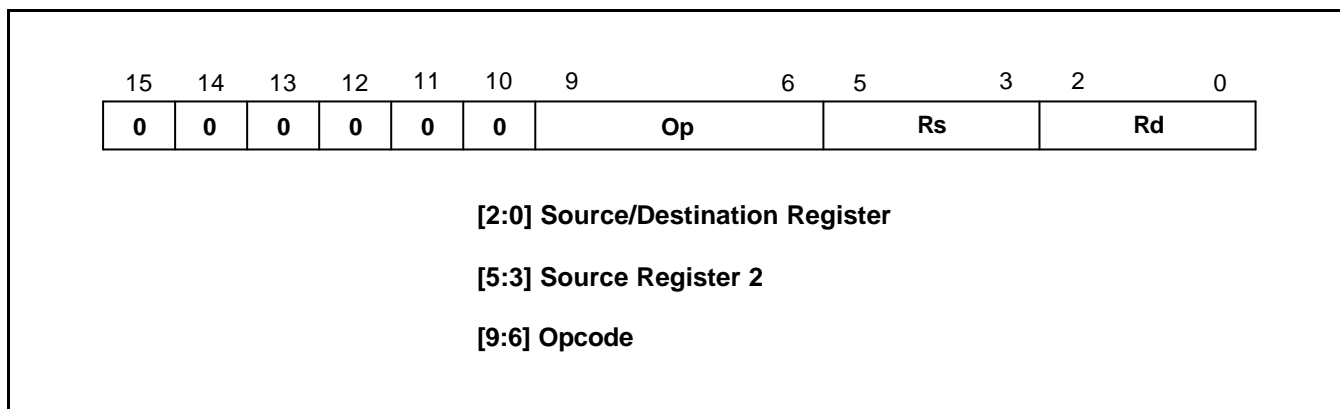 15 14 13 12 11 10 9 6 5 3 2 0
0 0 0 0 0 0 Op Rs Rd
[2:0] Source/Destination Register
[5:3] Source Register 2
[9:6] Opcode